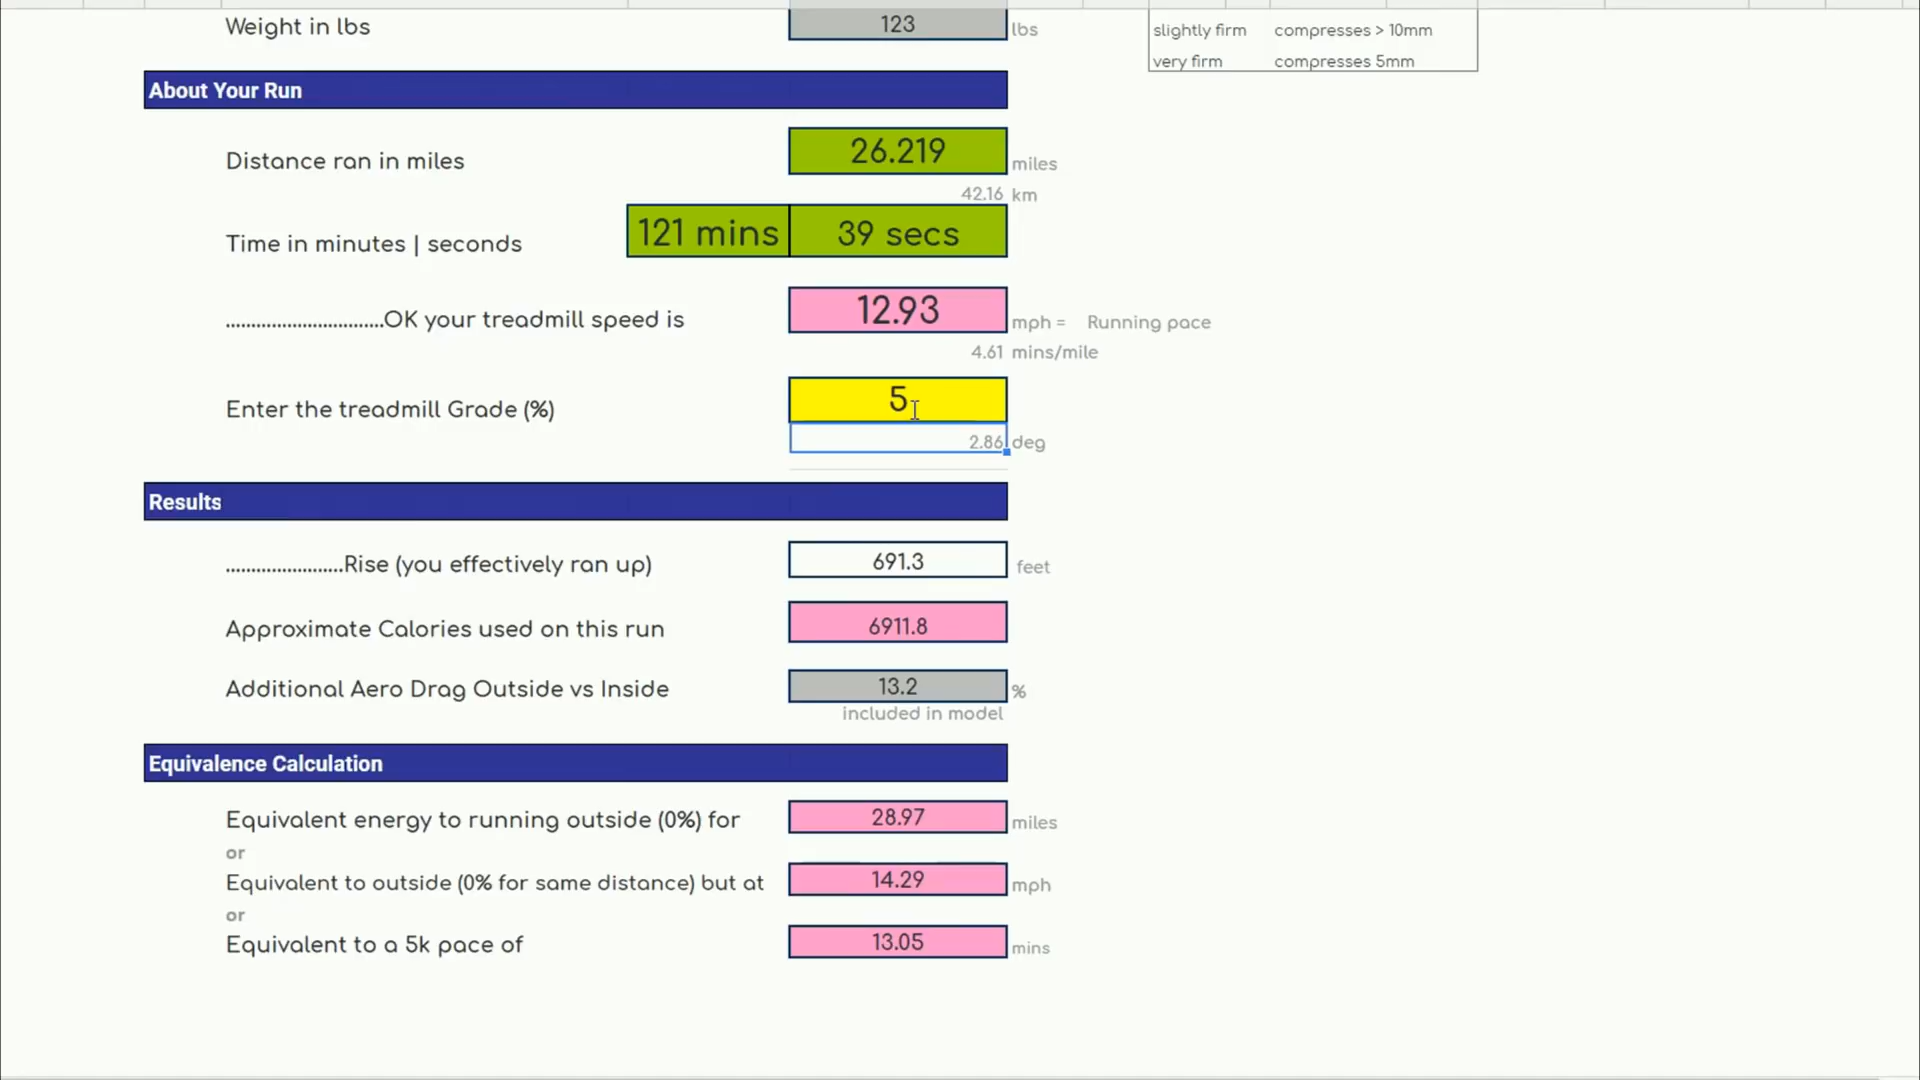 Weight in lbs 123 lbs
slightly firm compresses > 10mm
very firm compresses 5mm
About Your Run
Distance ran in miles 26.219 miles
42.16 km
Time in minutes | seconds 121 mins 39 secs
...............................OK your treadmill speed is 12.93 mph = Running pace
4.61 mins/mile
Enter the treadmill Grade (%) 5
2.86 deg
Results
.......................Rise (you effectively ran up) 691.3 feet
Approximate Calories used on this run 6911.8
Additional Aero Drag Outside vs Inside 13.2 %
included in model
Equivalence Calculation
Equivalent energy to running outside (0%) for 28.97 miles
or
Equivalent to outside (0% for same distance) but at 14.29 mph
or
Equivalent to a 5k pace of 13.05 mins